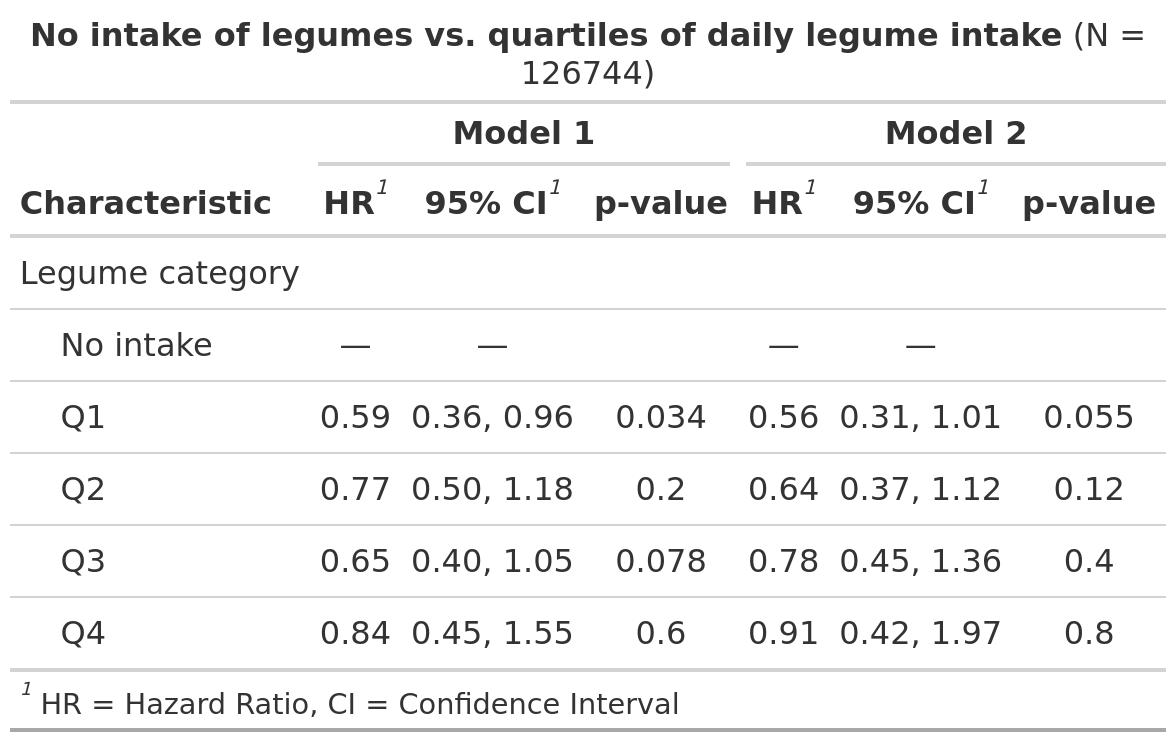 No intake of legumes vs. quartiles of daily legume intake (N =
126744)
Model 1 Model 2
Characteristic HR¹ 95% CI¹ p-value HR¹ 95% CI¹ p-value
Legume category
No intake — — — —
Q1 0.59 0.36, 0.96 0.034 0.56 0.31, 1.01 0.055
Q2 0.77 0.50, 1.18 0.2 0.64 0.37, 1.12 0.12
Q3 0.65 0.40, 1.05 0.078 0.78 0.45, 1.36 0.4
Q4 0.84 0.45, 1.55 0.6 0.91 0.42, 1.97 0.8
¹ HR = Hazard Ratio, CI = Confidence Interval